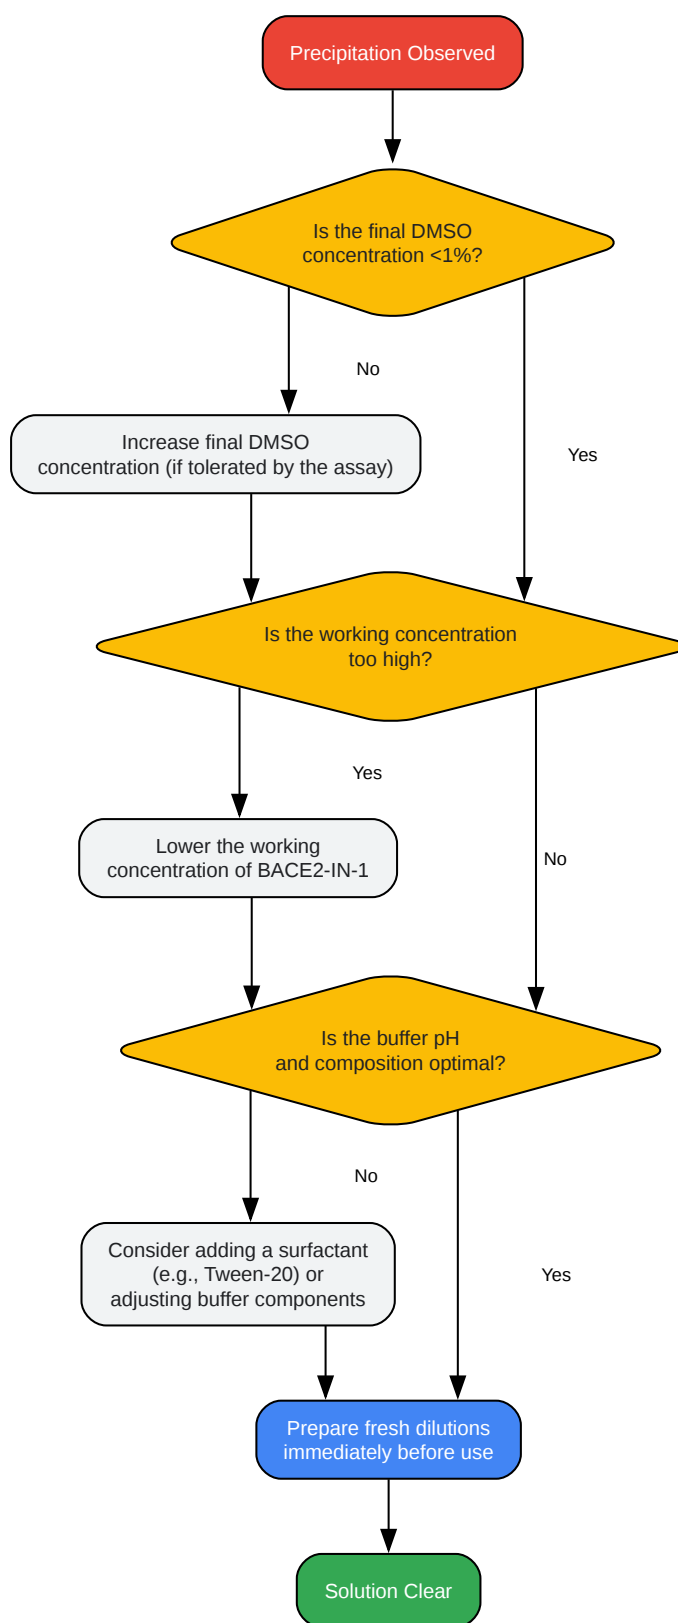 Precipitation Observed
Is the final DMSO
concentration <1%?
No
Increase final DMSO
concentration (if tolerated by the assay)
Yes
Is the working concentration
too high?
Yes
Lower the working
concentration of BACE2-IN-1
No
Is the buffer pH
and composition optimal?
No
Consider adding a surfactant
(e.g., Tween-20) or
adjusting buffer components
Yes
Prepare fresh dilutions
immediately before use
Solution Clear